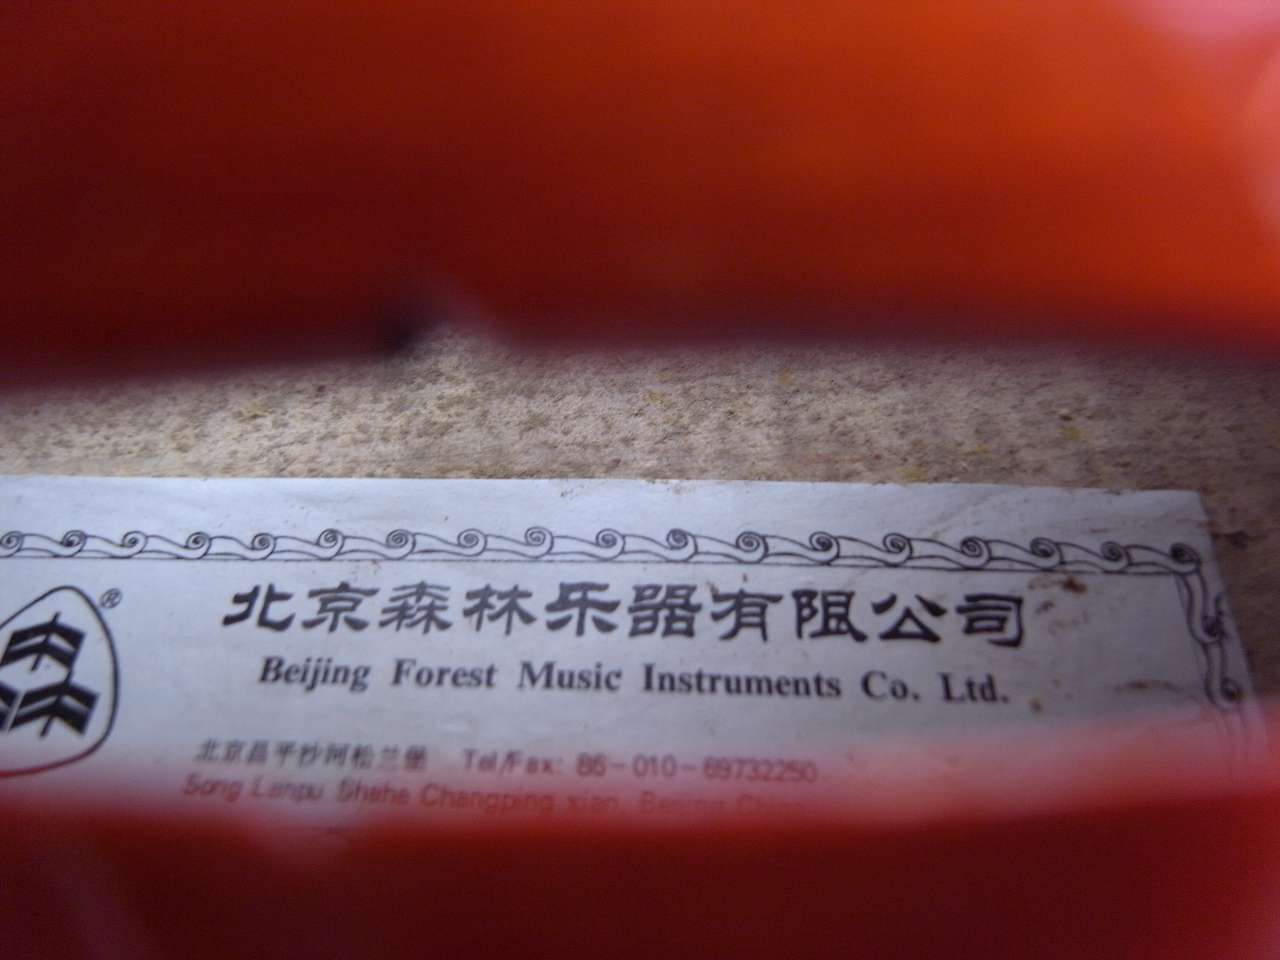 ®
北京森林乐器有限公司
Beijing Forest Music Instruments Co. Ltd.
北京昌平沙河松兰堡 Tel/Fax: 86-010-69732250
Song Lanpu Shahe Changping xian, Beijing China